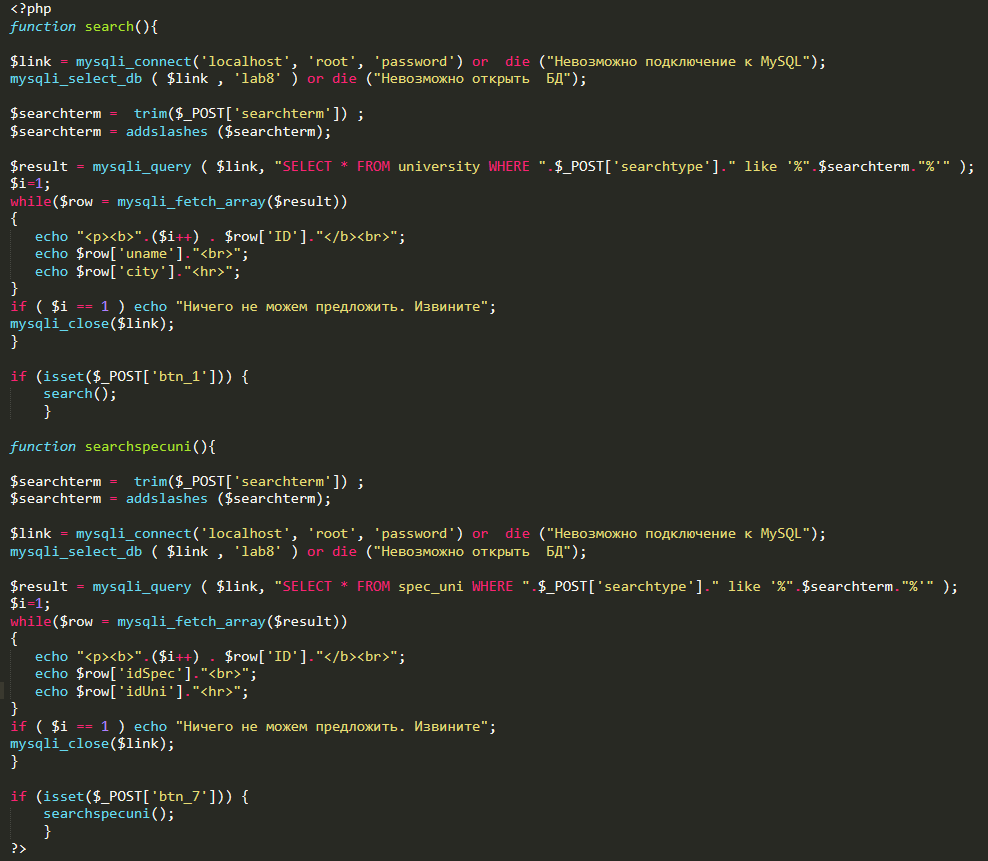 <?php
function search(){
$link = mysqli_connect('localhost', 'root', 'password') or  die ("Невозможно подключение к MySQL");
mysqli_select_db ( $link , 'lab8' ) or die ("Невозможно открыть  БД");
$searchterm =  trim($_POST['searchterm']) ;
$searchterm = addslashes ($searchterm);
$result = mysqli_query ( $link, "SELECT * FROM university WHERE ".$_POST['searchtype']." like '%".$searchterm."%'" );
$i=1;
while($row = mysqli_fetch_array($result))
{
   echo "<p><b>".($i++) . $row['ID']."</b><br>";
   echo $row['uname']."<br>";
   echo $row['city']."<hr>";
}
if ( $i == 1 ) echo "Ничего не можем предложить. Извините";
mysqli_close($link);
}
if (isset($_POST['btn_1'])) {
    search();
    }
function searchspecuni(){
$searchterm =  trim($_POST['searchterm']) ;
$searchterm = addslashes ($searchterm);
$link = mysqli_connect('localhost', 'root', 'password') or  die ("Невозможно подключение к MySQL");
mysqli_select_db ( $link , 'lab8' ) or die ("Невозможно открыть  БД");
$result = mysqli_query ( $link, "SELECT * FROM spec_uni WHERE ".$_POST['searchtype']." like '%".$searchterm."%'" );
$i=1;
while($row = mysqli_fetch_array($result))
{
   echo "<p><b>".($i++) . $row['ID']."</b><br>";
   echo $row['idSpec']."<br>";
   echo $row['idUni']."<hr>";
}
if ( $i == 1 ) echo "Ничего не можем предложить. Извините";
mysqli_close($link);
}
if (isset($_POST['btn_7'])) {
    searchspecuni();
    }
?>